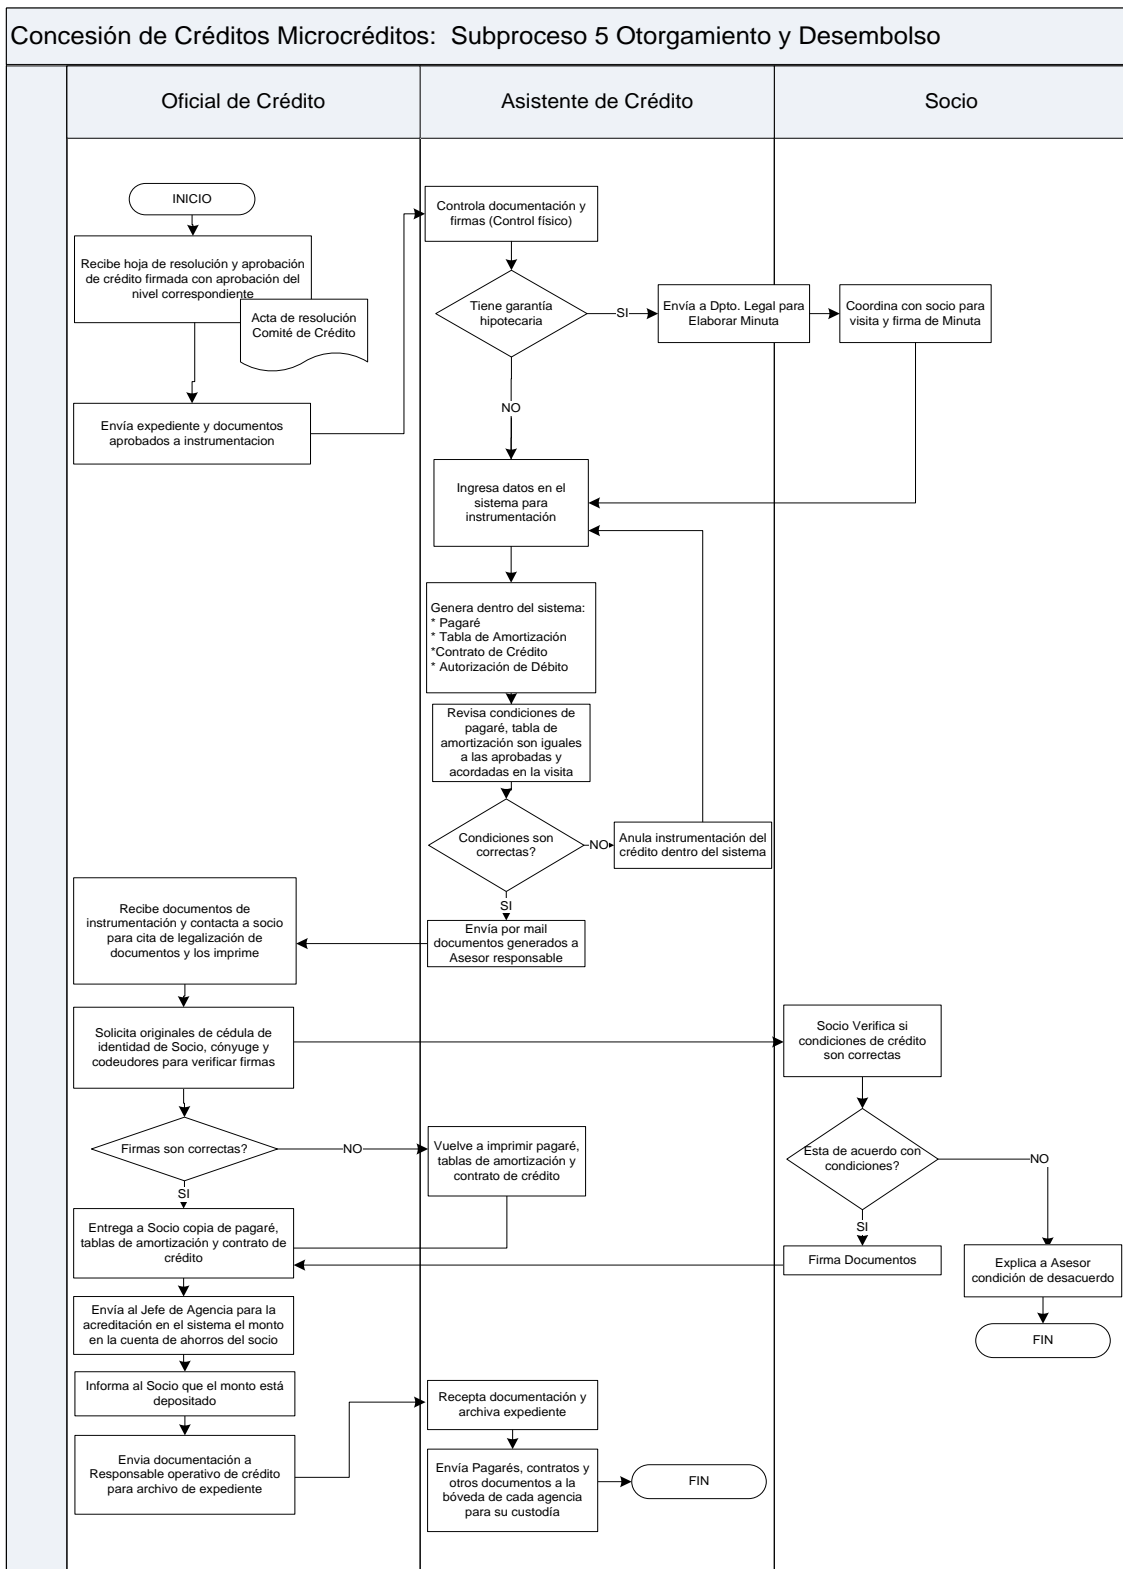 Concesión de Créditos Microcréditos:  Subproceso 5 Otorgamiento y Desembolso
Oficial de Crédito
Asistente de Crédito
Socio
INICIO
Recibe hoja de resolución y aprobación
de crédito firmada con aprobación del
nivel correspondiente
Acta de resolución
Comité de Crédito
Envía expediente y documentos
aprobados a instrumentacion
Controla documentación y
firmas (Control físico)
Tiene garantía
hipotecaria
SI
Envía a Dpto. Legal para
Elaborar Minuta
Coordina con socio para
visita y firma de Minuta
NO
Ingresa datos en el
sistema para
instrumentación
Genera dentro del sistema:
* Pagaré
* Tabla de Amortización
*Contrato de Crédito
* Autorización de Débito
Revisa condiciones de
pagaré, tabla de
amortización son iguales
a las aprobadas y
acordadas en la visita
Condiciones son
correctas?
NO
Anula instrumentación del
crédito dentro del sistema
SI
Envía por mail
documentos generados a
Asesor responsable
Recibe documentos de
instrumentación y contacta a socio
para cita de legalización de
documentos y los imprime
Solicita originales de cédula de
identidad de Socio, cónyuge y
codeudores para verificar firmas
Socio Verifica si
condiciones de crédito
son correctas
Firmas son correctas?
NO
Vuelve a imprimir pagaré,
tablas de amortización y
contrato de crédito
Esta de acuerdo con
condiciones?
NO
SI
SI
Entrega a Socio copia de pagaré,
tablas de amortización y contrato de
crédito
Firma Documentos
Explica a Asesor
condición de desacuerdo
FIN
Envía al Jefe de Agencia para la
acreditación en el sistema el monto
en la cuenta de ahorros del socio
Informa al Socio que el monto está
depositado
Envia documentación a
Responsable operativo de crédito
para archivo de expediente
Recepta documentación y
archiva expediente
Envía Pagarés, contratos y
otros documentos a la
bóveda de cada agencia
para su custodía
FIN